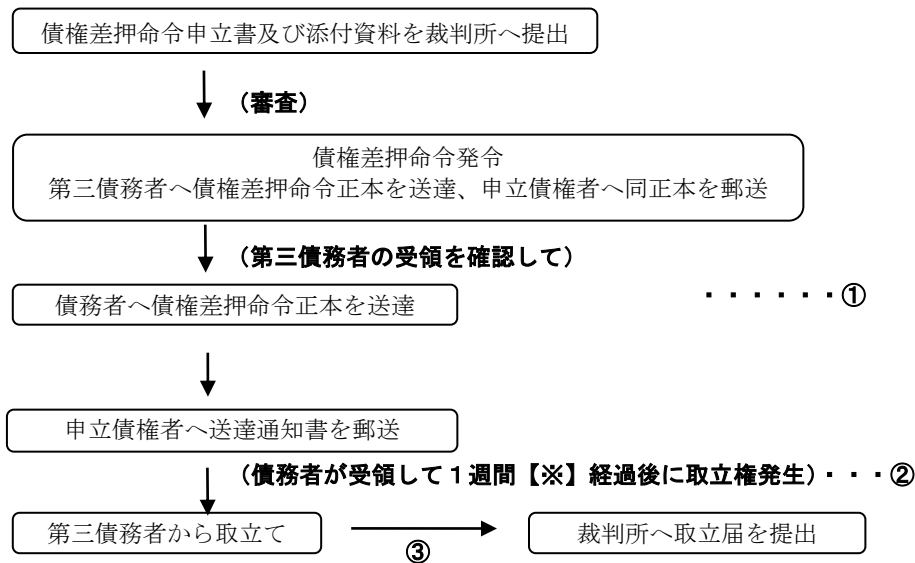 債権差押命令申立書及び添付資料を裁判所へ提出
（審査）
債権差押命令発令
第三債務者へ債権差押命令正本を送達、申立債権者へ同正本を郵送
（第三債務者の受領を確認して）
債務者へ債権差押命令正本を送達
・・・・・・①
申立債権者へ送達通知書を郵送
（債務者が受領して１週間【※】経過後に取立権発生）・・・②
第三債務者から取立て
③
裁判所へ取立届を提出